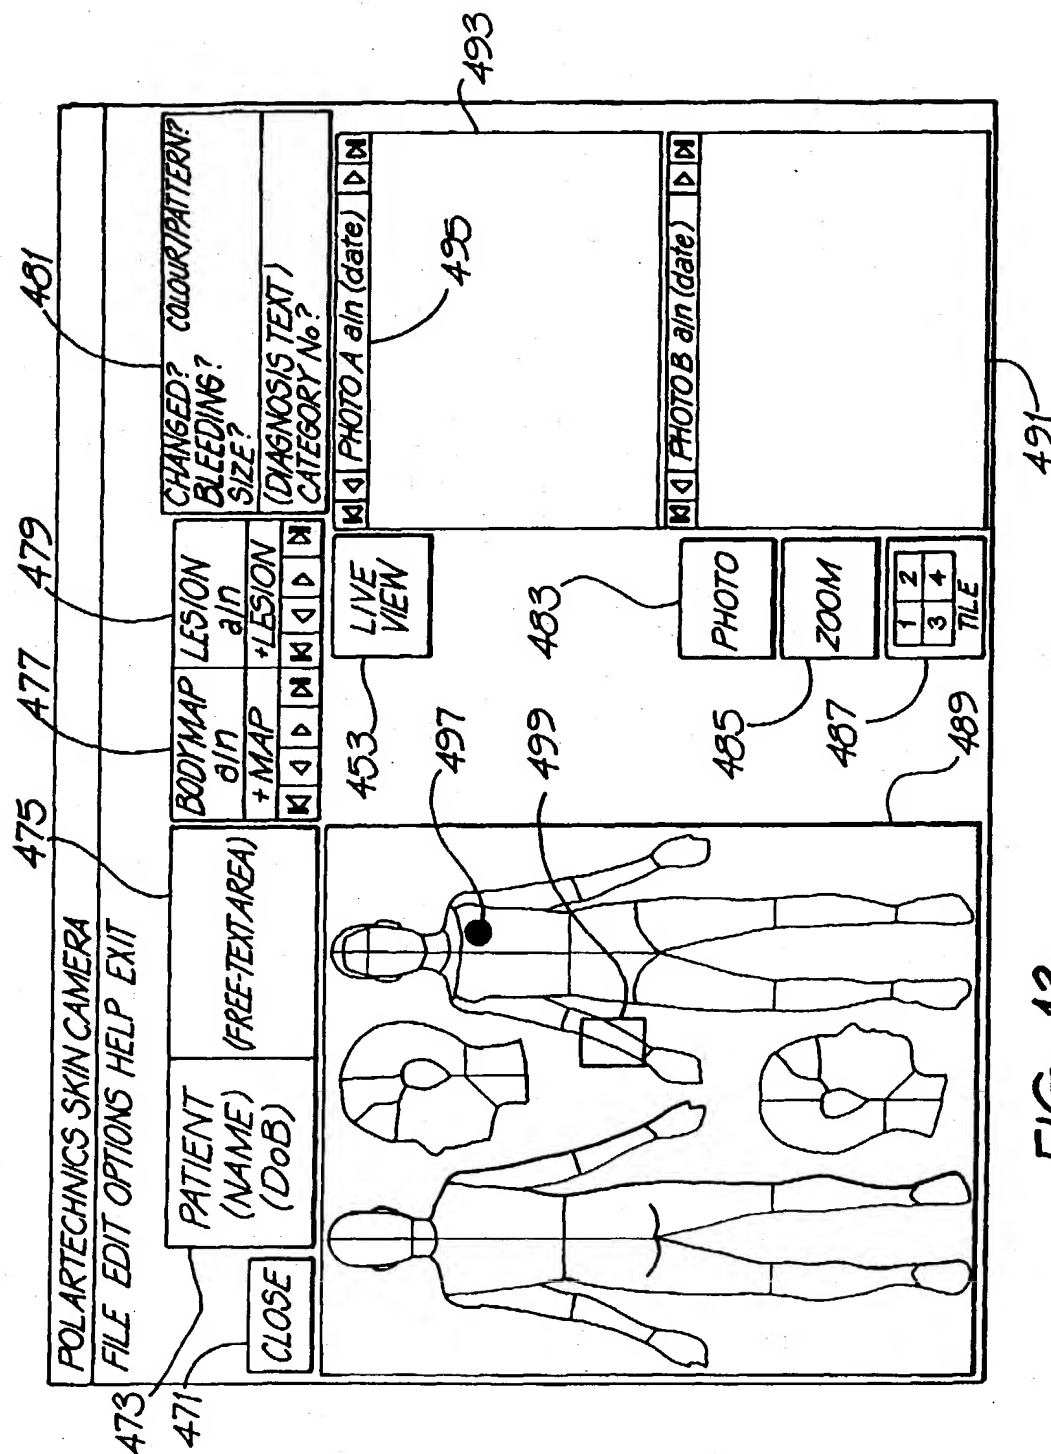 481
479
477
475
POLARTECHNICS SKIN CAMERA
FILE EDIT OPTIONS HELP EXIT
473
471
CLOSE
PATIENT
(NAME)
(DoB)
(FREE-TEXT AREA)
BODYMAP
a/n
+ MAP
LESION
a/n
+LESION
CHANGED? COLOUR/PATTERN?
BLEEDING?
SIZE?
(DIAGNOSIS TEXT)
CATEGORY No?
453
LIVE
VIEW
PHOTO A a/n (date)
493
495
497
499
483
PHOTO
485
ZOOM
487
1 2
3 4
TILE
489
PHOTO B a/n (date)
491